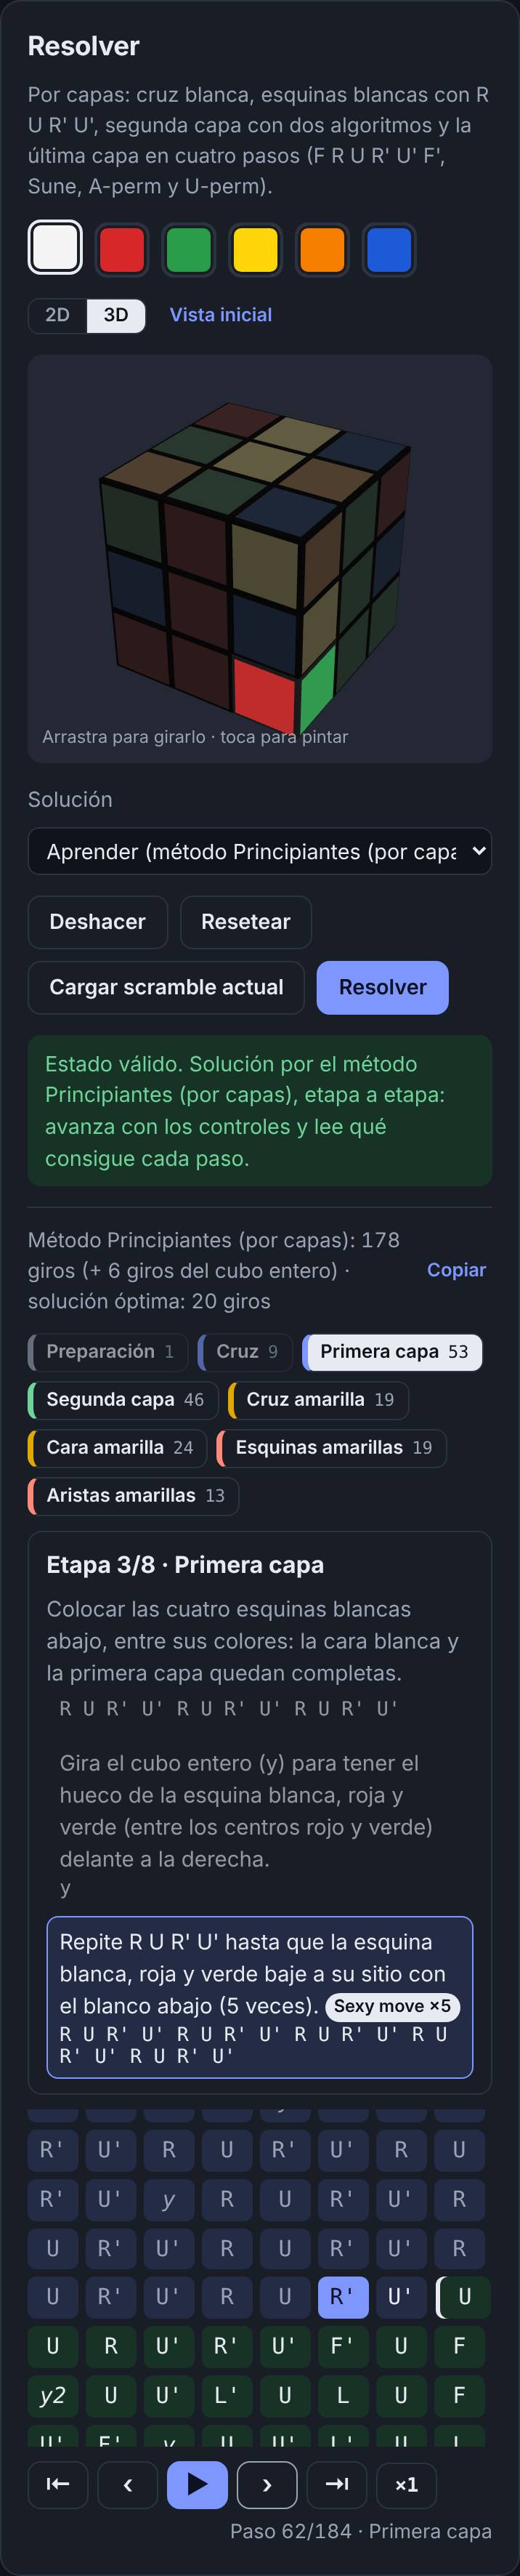 Resolver
Por capas: cruz blanca, esquinas blancas con R
U R' U', segunda capa con dos algoritmos y la
última capa en cuatro pasos (F R U R' U' F',
Sune, A-perm y U-perm).
2D 3D Vista inicial
Arrastra para girarlo · toca para pintar
Solución
Aprender (método Principiantes (por capa
Deshacer Resetear
Cargar scramble actual Resolver
Estado válido. Solución por el método
Principiantes (por capas), etapa a etapa:
avanza con los controles y lee qué
consigue cada paso.
Método Principiantes (por capas): 178
giros (+ 6 giros del cubo entero) ·
solución óptima: 20 giros
Copiar
Preparación 1 Cruz 9 Primera capa 53
Segunda capa 46 Cruz amarilla 19
Cara amarilla 24 Esquinas amarillas 19
Aristas amarillas 13
Etapa 3/8 · Primera capa
Colocar las cuatro esquinas blancas
abajo, entre sus colores: la cara blanca y
la primera capa quedan completas.
R U R' U' R U R' U' R U R' U'
Gira el cubo entero (y) para tener el
hueco de la esquina blanca, roja y
verde (entre los centros rojo y verde)
delante a la derecha.
y
Repite R U R' U' hasta que la esquina
blanca, roja y verde baje a su sitio con
el blanco abajo (5 veces). Sexy move ×5
R U R' U' R U R' U' R U R' U' R U
R' U' R U R' U'
R' U' R U R' U' R U
R' U' y R U R' U' R
U R' U' R U R' U' R
U R' U' R U R' U' U
U R U' R' U' F' U F
y2 U U' L' U L U F
U' F' y U U' L' U L
×1
Paso 62/184 · Primera capa